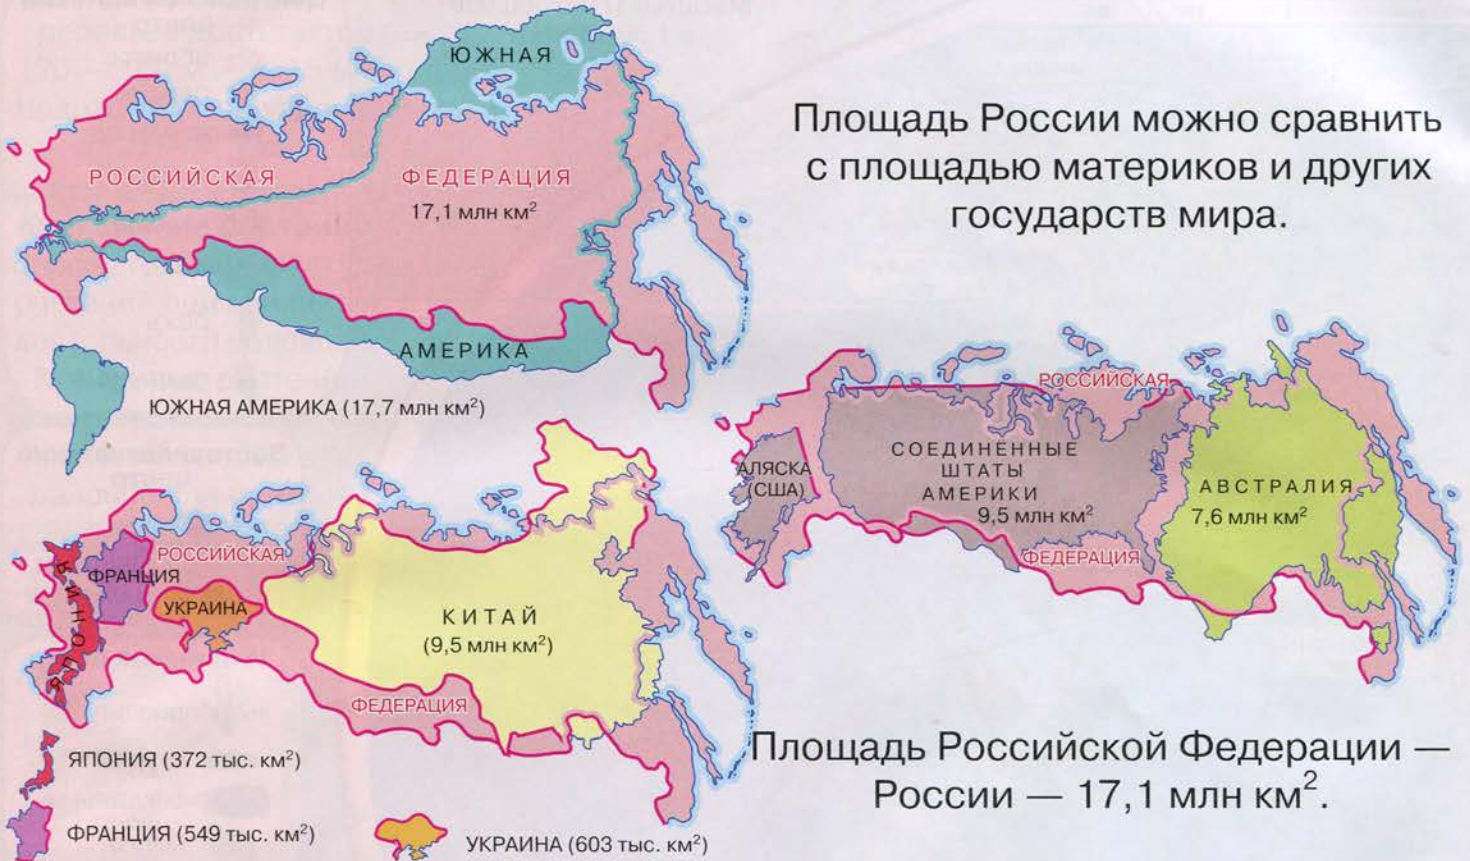 ЮЖНАЯ
РОССИЙСКАЯ ФЕДЕРАЦИЯ
17,1 млн км²
АМЕРИКА
ЮЖНАЯ АМЕРИКА (17,7 млн км²)
Площадь России можно сравнить
с площадью материков и других
государств мира.
РОССИЙСКАЯ
СОЕДИНЕННЫЕ
ШТАТЫ
АМЕРИКИ
9,5 млн км²
АЛЯСКА
(США)
АВСТРАЛИЯ
7,6 млн км²
ФЕДЕРАЦИЯ
РОССИЙСКАЯ
ФРАНЦИЯ
ЯПОНИЯ
УКРАИНА
КИТАЙ
(9,5 млн км²)
ФЕДЕРАЦИЯ
ЯПОНИЯ (372 тыс. км²)
ФРАНЦИЯ (549 тыс. км²)
УКРАИНА (603 тыс. км²)
Площадь Российской Федерации —
России — 17,1 млн км².